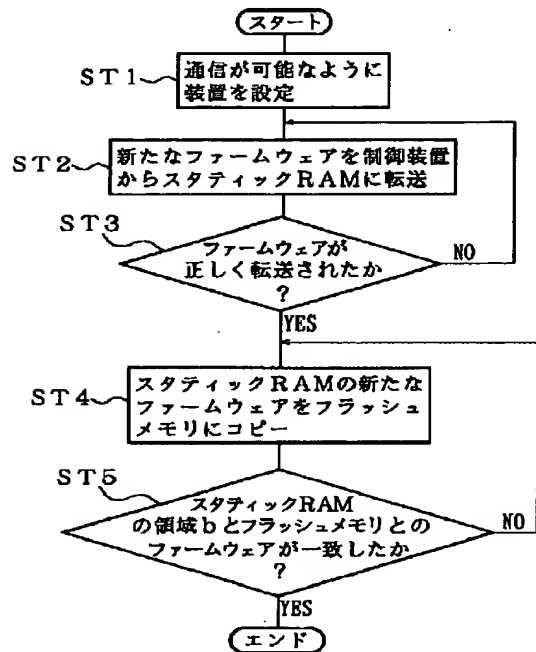 スタート
ST1
通信が可能なように
装置を設定
ST2
新たなファームウェアを制御装置
からスタティックRAMに転送
ST3
ファームウェアが
正しく転送されたか
?
NO
YES
ST4
スタティックRAMの新たな
ファームウェアをフラッシュ
メモリにコピー
ST5
スタティックRAM
の領域bとフラッシュメモリとの
ファームウェアが一致したか
?
NO
YES
エンド